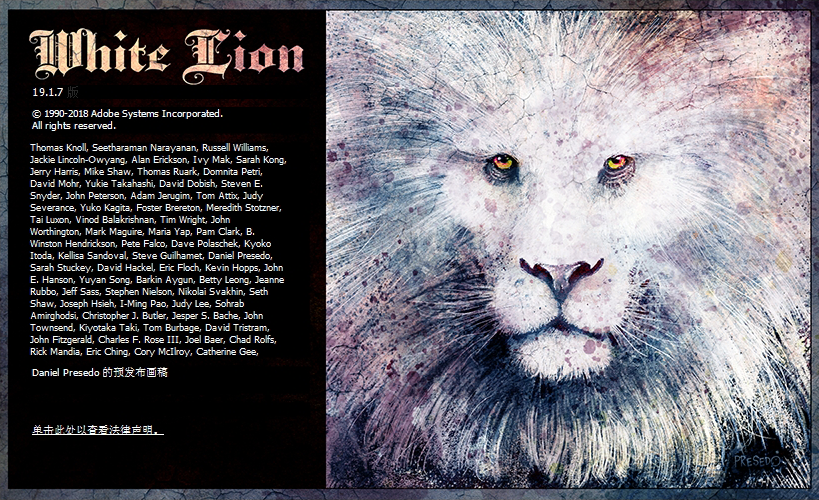 White Lion
19.1.7 版
© 1990-2018 Adobe Systems Incorporated.
All rights reserved.
Thomas Knoll, Seetharaman Narayanan, Russell Williams,
Jackie Lincoln-Owyang, Alan Erickson, Ivy Mak, Sarah Kong,
Jerry Harris, Mike Shaw, Thomas Ruark, Domnita Petri,
David Mohr, Yukie Takahashi, David Dobish, Steven E.
Snyder, John Peterson, Adam Jerugim, Tom Attix, Judy
Severance, Yuko Kagita, Foster Brereton, Meredith Stotzner,
Tai Luxon, Vinod Balakrishnan, Tim Wright, John
Worthington, Mark Maguire, Maria Yap, Pam Clark, B.
Winston Hendrickson, Pete Falco, Dave Polaschek, Kyoko
Itoda, Kellisa Sandoval, Steve Guilhamet, Daniel Presedo,
Sarah Stuckey, David Hackel, Eric Floch, Kevin Hopps, John
E. Hanson, Yuyan Song, Barkin Aygun, Betty Leong, Jeanne
Rubbo, Jeff Sass, Stephen Nielson, Nikolai Svakhin, Seth
Shaw, Joseph Hsieh, I-Ming Pao, Judy Lee, Sohrab
Amirghodsi, Christopher J. Butler, Jesper S. Bache, John
Townsend, Kiyotaka Taki, Tom Burbage, David Tristram,
John Fitzgerald, Charles F. Rose III, Joel Baer, Chad Rolfs,
Rick Mandia, Eric Ching, Cory McIlroy, Catherine Gee,
Daniel Presedo 的预发布画稿
单击此处以查看法律声明。
PRESEDO